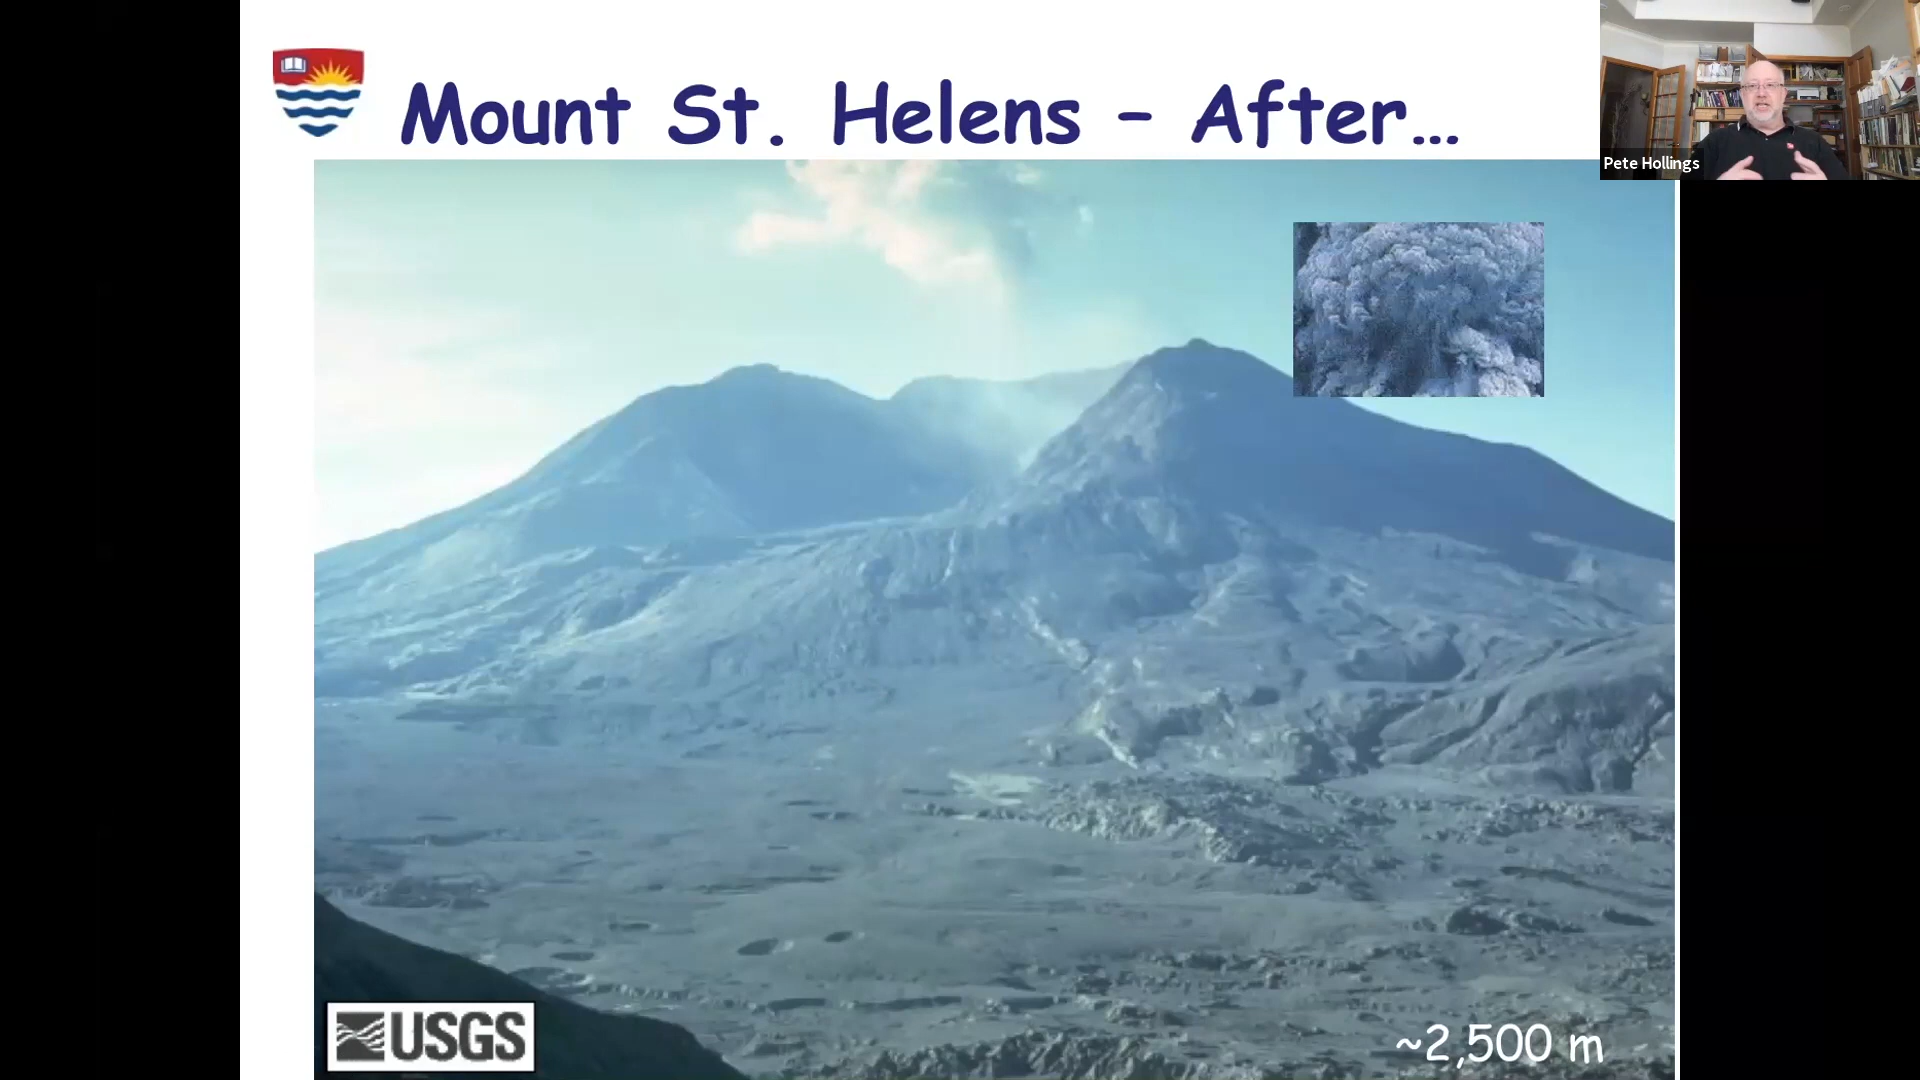 Mount St. Helens – After…
Pete Hollings
USGS
~2,500 m